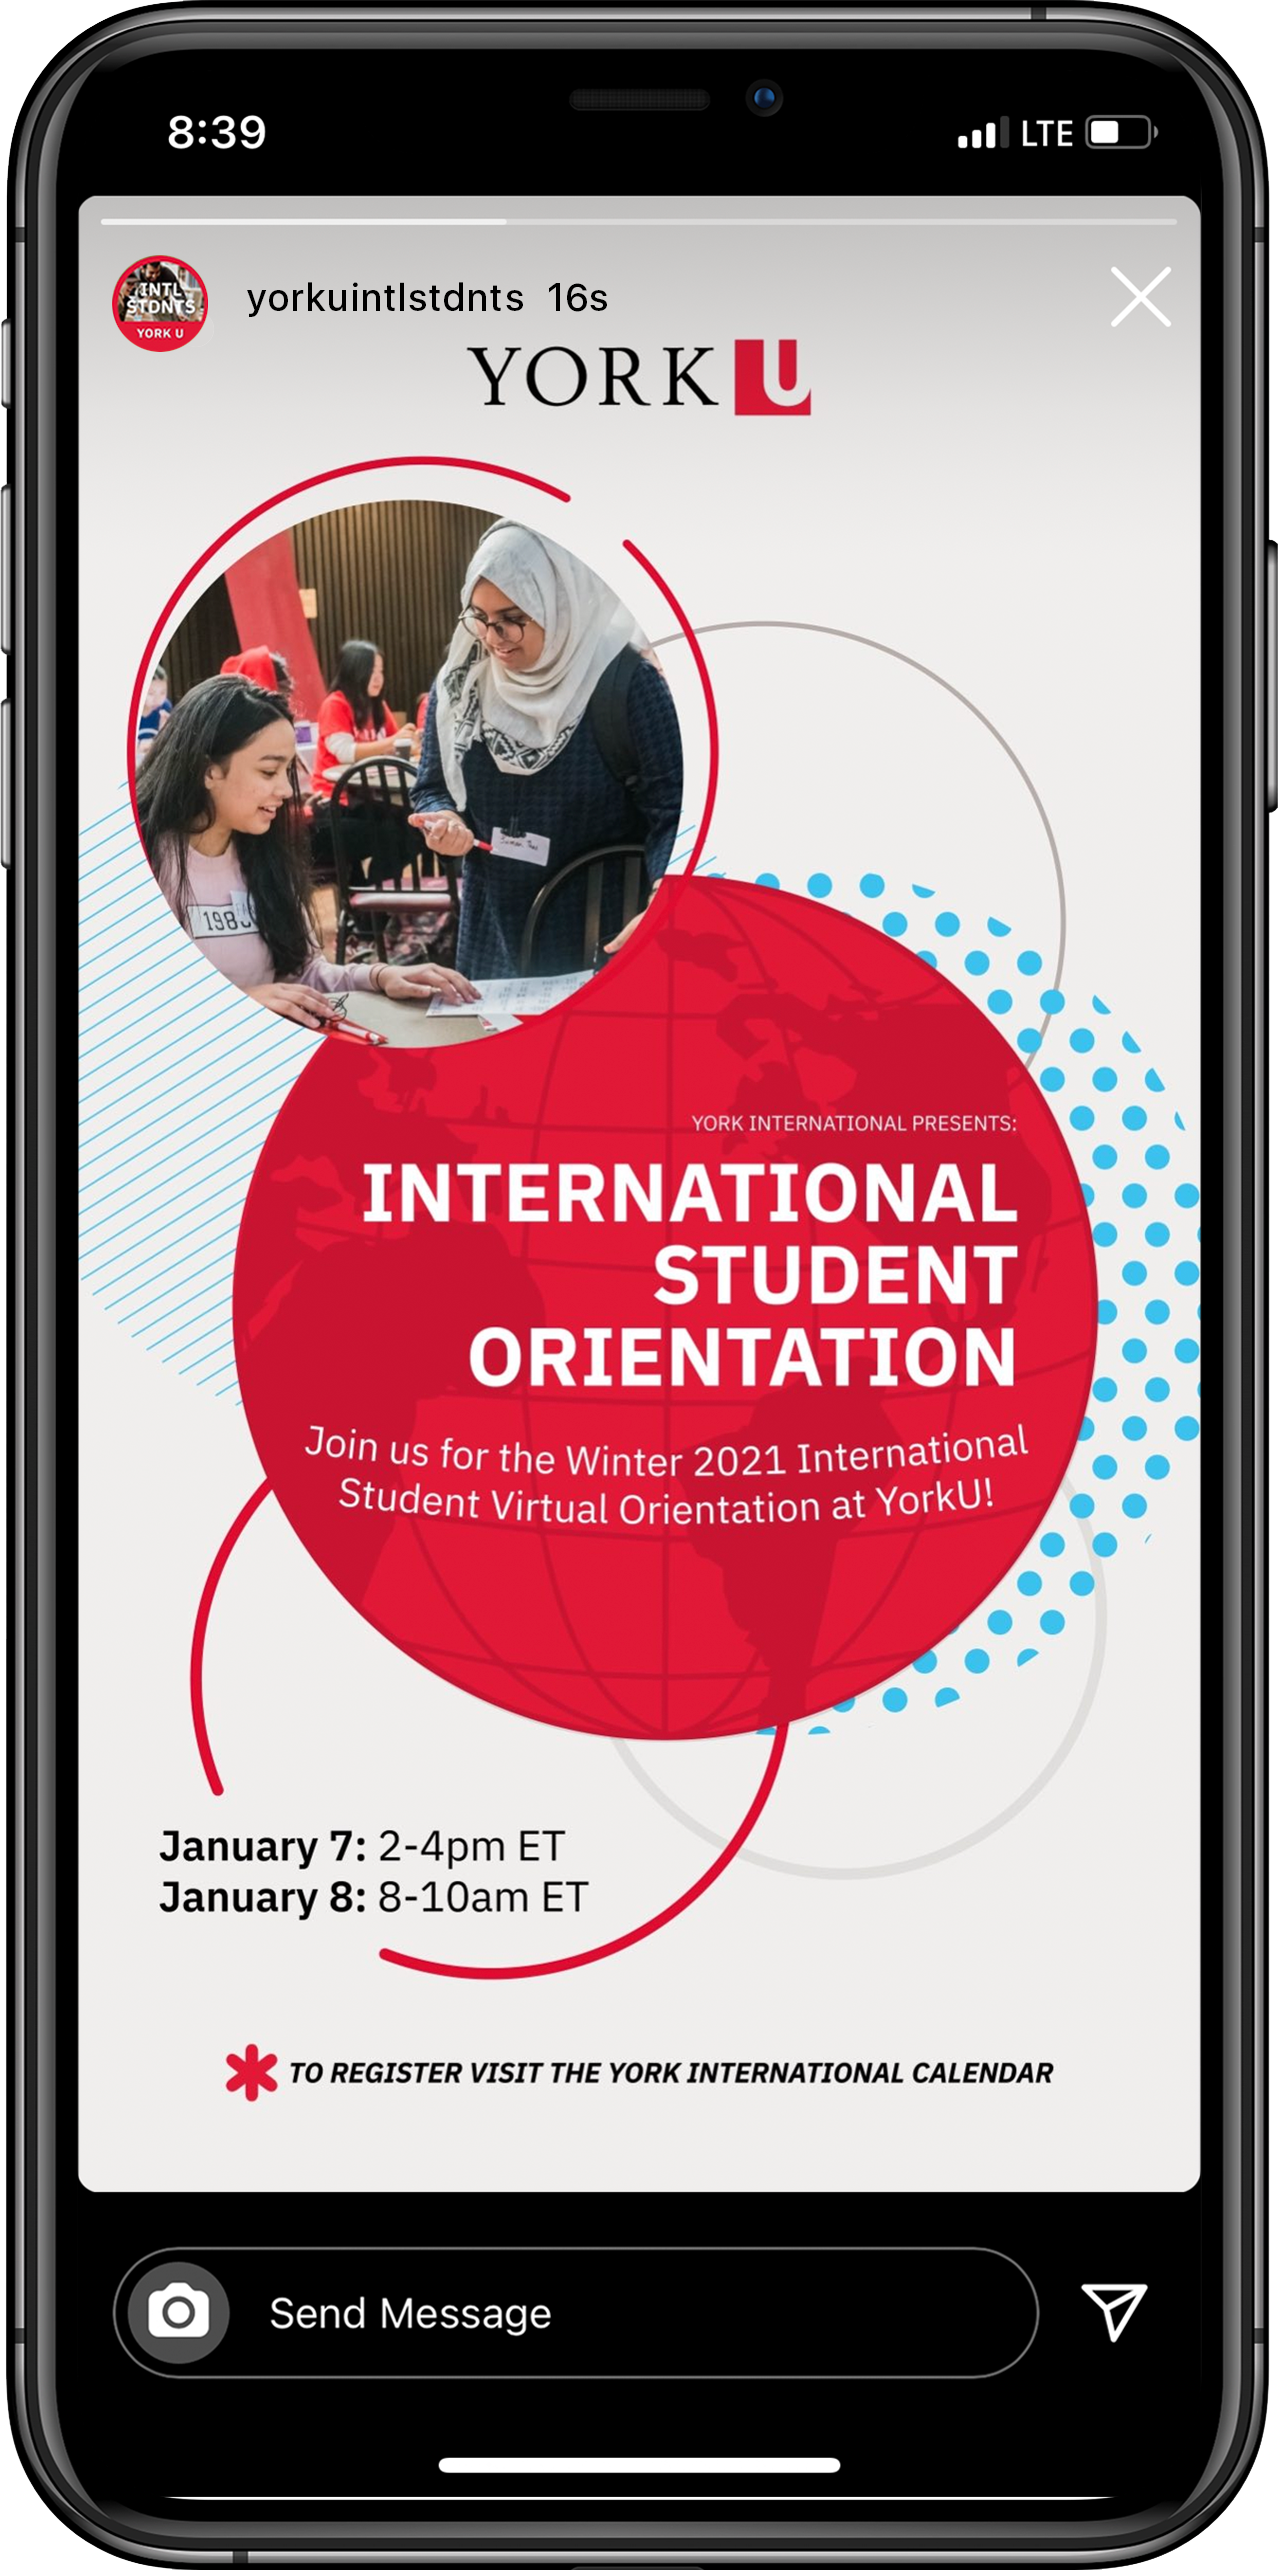 8:39 LTE
INTL
STDNTS
YORK U
yorkuintlstdnts 16s
YORK U
198
YORK INTERNATIONAL PRESENTS:
INTERNATIONAL
STUDENT
ORIENTATION
Join us for the Winter 2021 International
Student Virtual Orientation at YorkU!
January 7: 2-4pm ET
January 8: 8-10am ET
TO REGISTER VISIT THE YORK INTERNATIONAL CALENDAR
Send Message